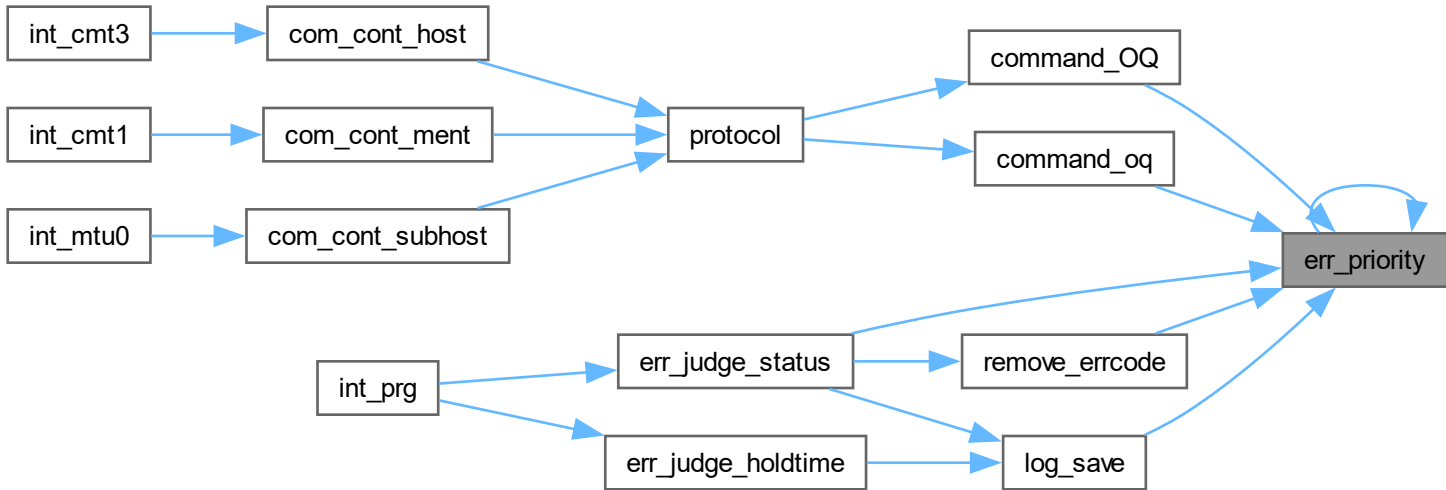 int_cmt3
com_cont_host
command_OQ
int_cmt1
com_cont_ment
protocol
command_oq
int_mtu0
com_cont_subhost
err_priority
err_judge_status
remove_errcode
int_prg
err_judge_holdtime
log_save